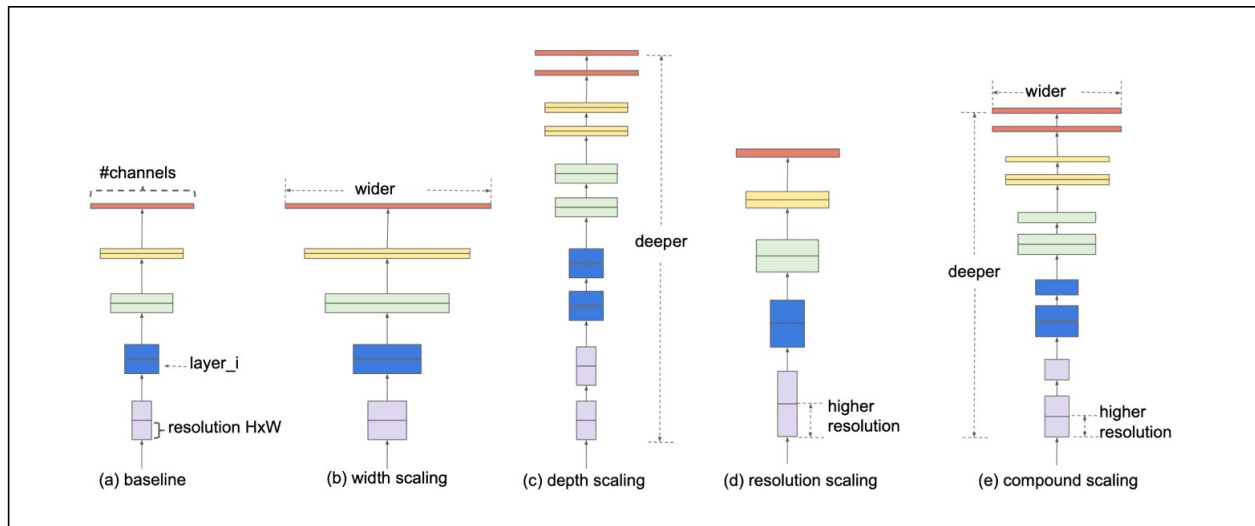 #channels
layer_i
resolution HxW
(a) baseline
wider
(b) width scaling
deeper
(c) depth scaling
higher
resolution
(d) resolution scaling
wider
deeper
higher
resolution
(e) compound scaling